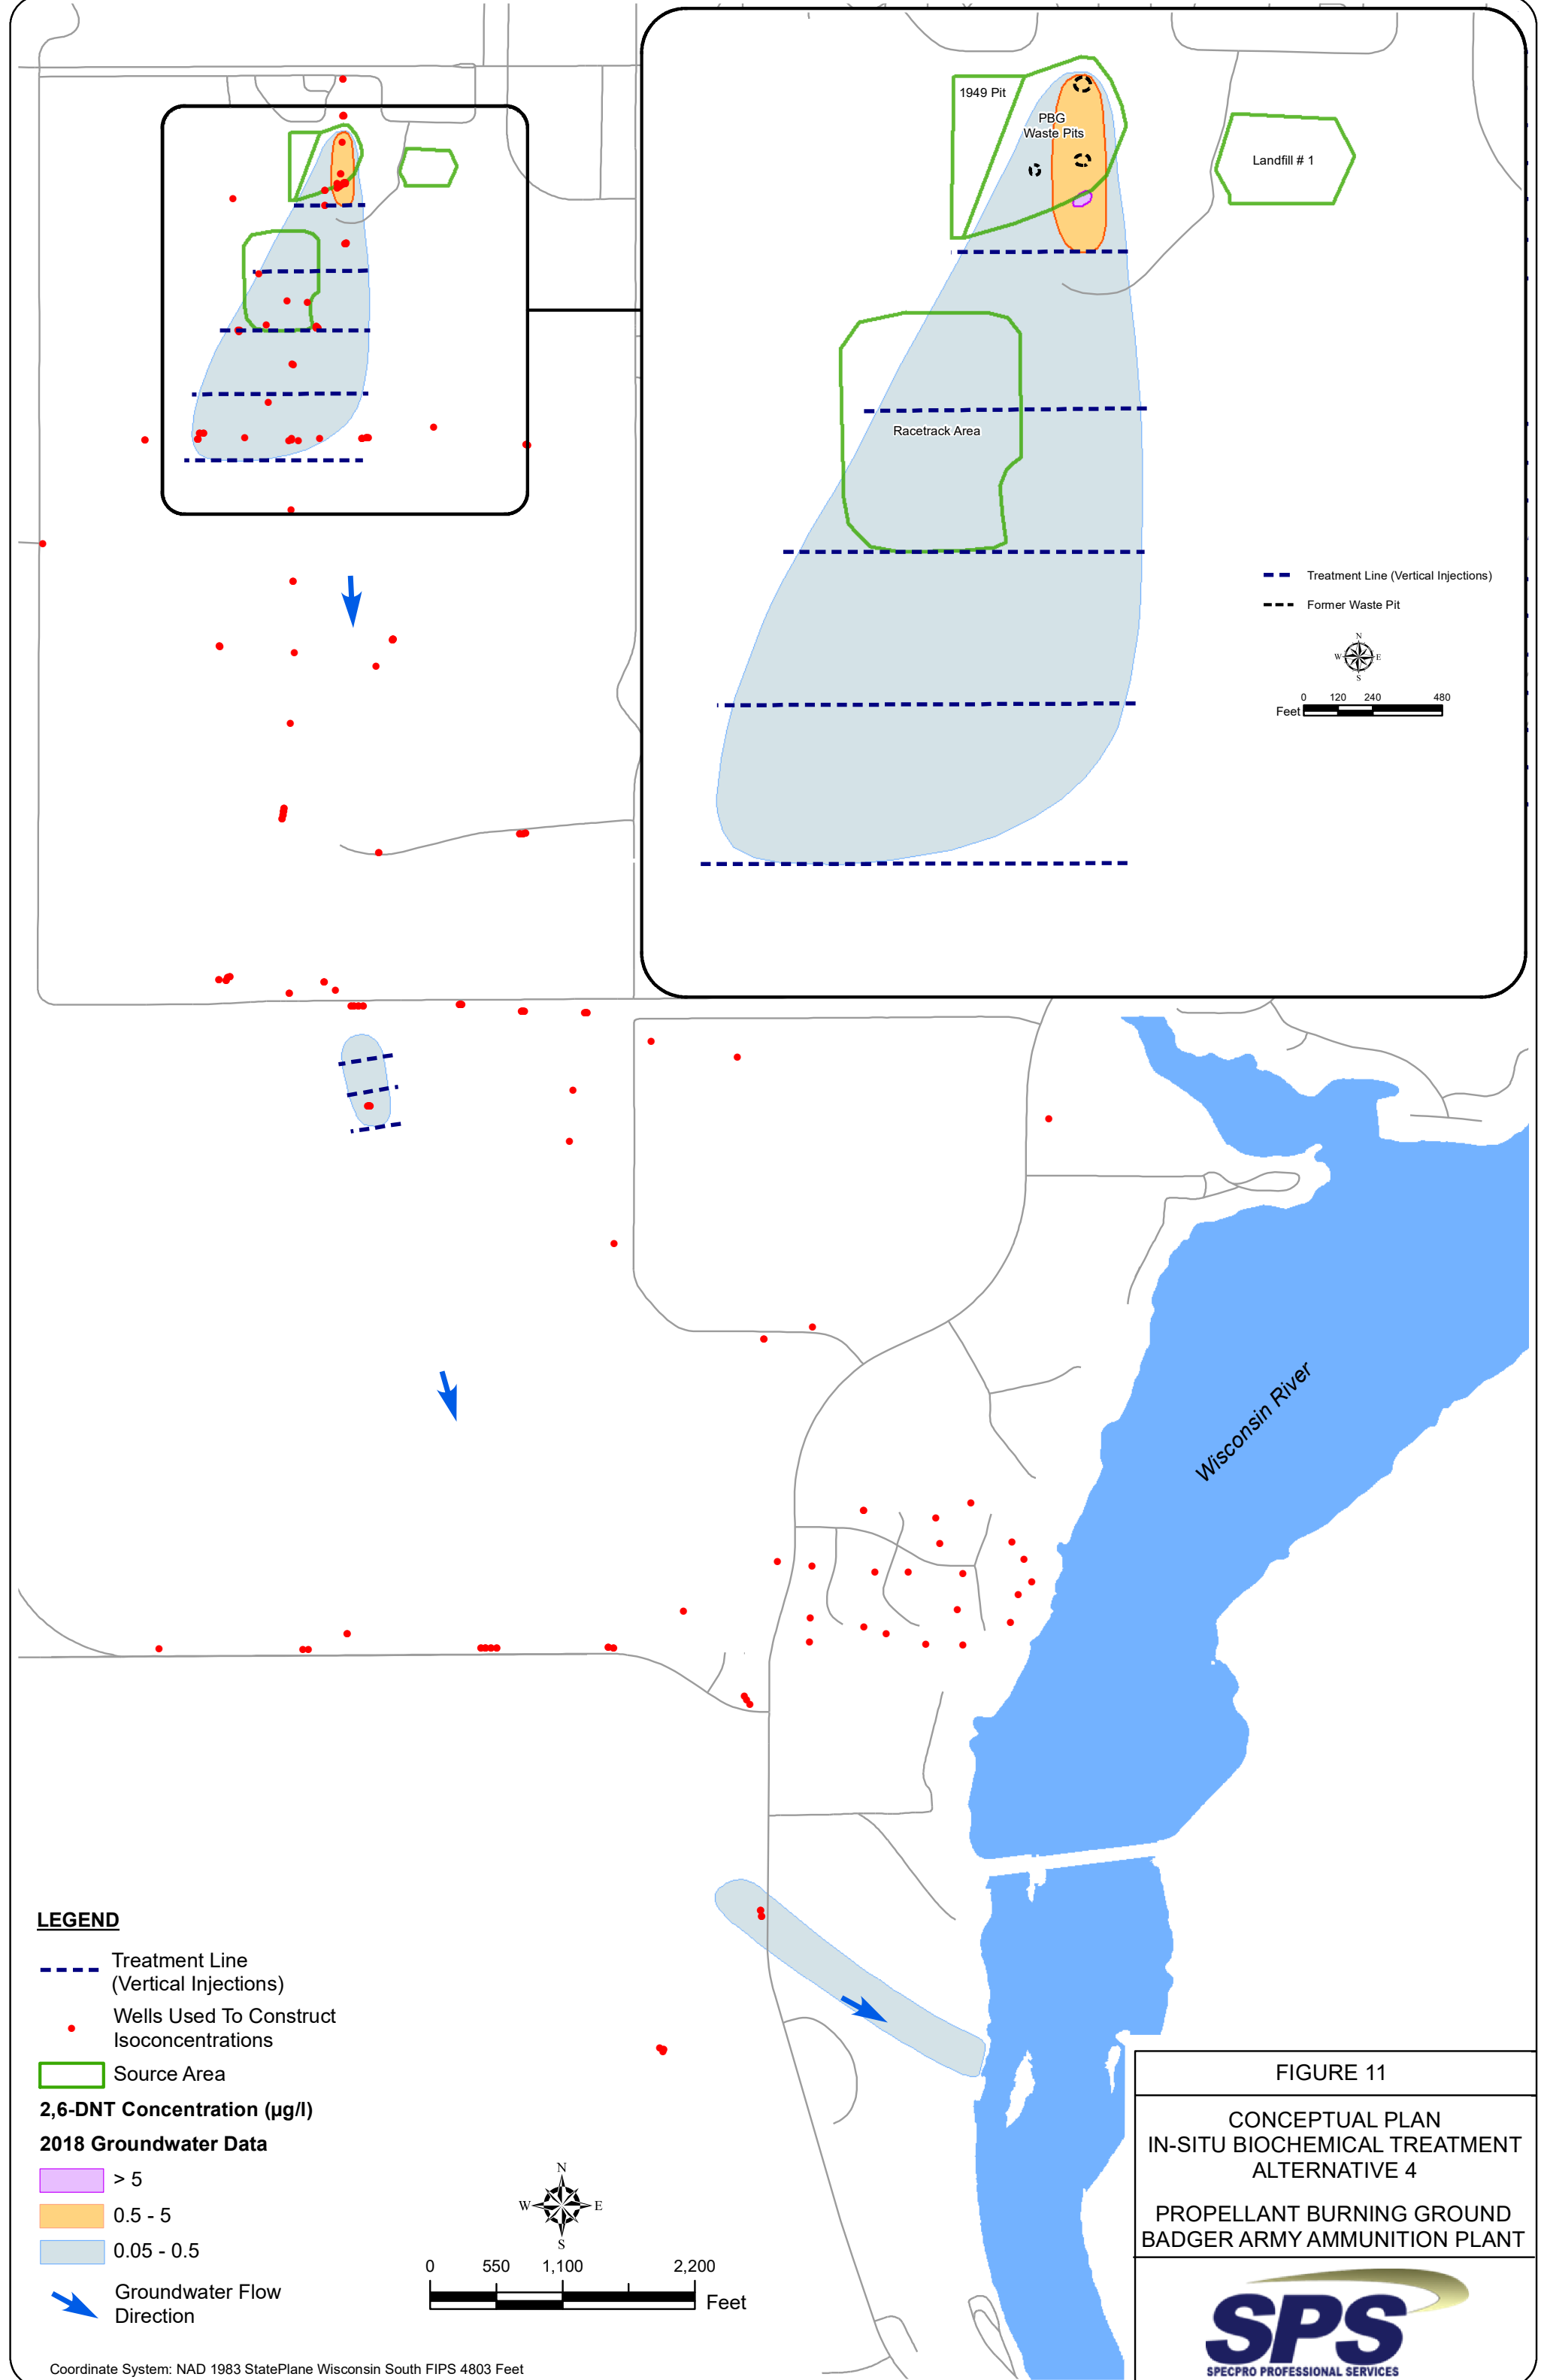 1949 Pit
PBG
Waste Pits
Landfill # 1
Racetrack Area
Treatment Line (Vertical Injections)
Former Waste Pit
N
W
E
S
0 120 240 480
Feet
Wisconsin River
LEGEND
Treatment Line
(Vertical Injections)
Wells Used To Construct
Isoconcentrations
Source Area
2,6-DNT Concentration (µg/l)
2018 Groundwater Data
> 5
0.5 - 5
0.05 - 0.5
Groundwater Flow
Direction
N
W
E
S
0 550 1,100 2,200
Feet
Coordinate System: NAD 1983 StatePlane Wisconsin South FIPS 4803 Feet
FIGURE 11
CONCEPTUAL PLAN
IN-SITU BIOCHEMICAL TREATMENT
ALTERNATIVE 4
PROPELLANT BURNING GROUND
BADGER ARMY AMMUNITION PLANT
SPS
SPECPRO PROFESSIONAL SERVICES